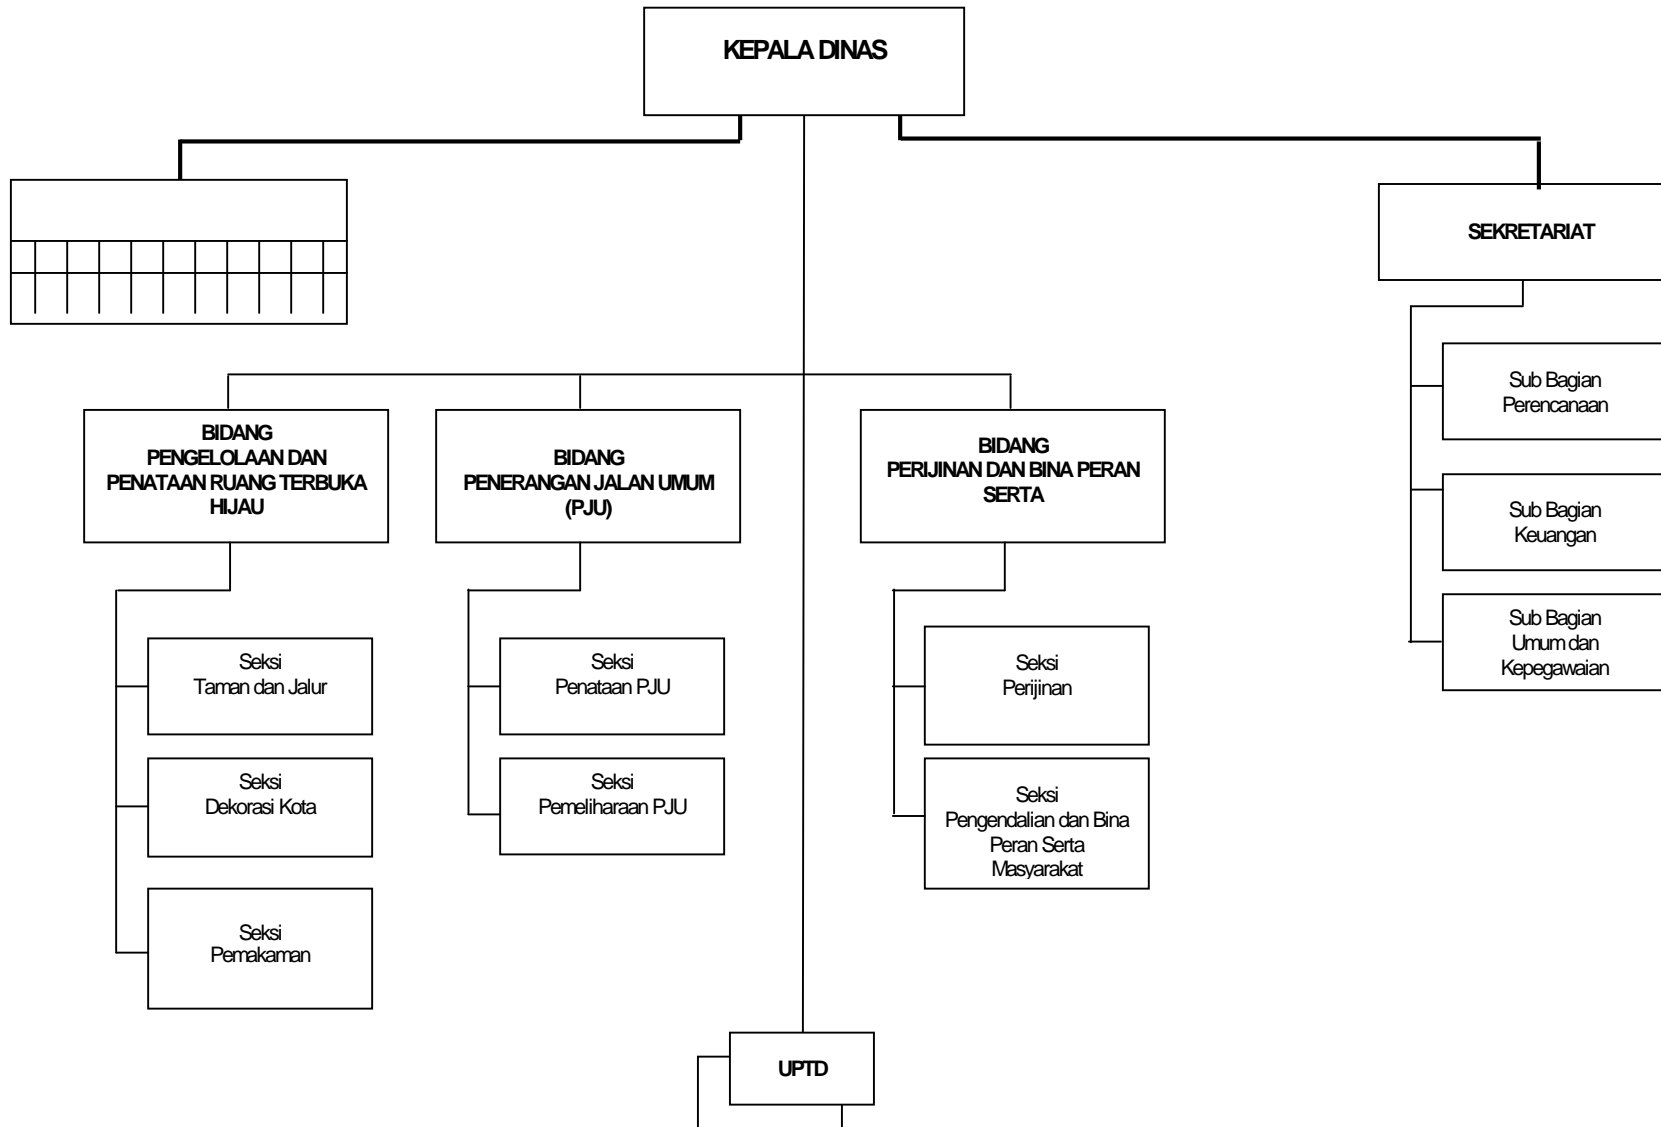 KEPALA DINAS
SEKRETARIAT
Sub Bagian
Perencanaan
Sub Bagian
Keuangan
Sub Bagian
Umum dan
Kepegawaian
BIDANG
PENGELOLAAN DAN
PENATAAN RUANG TERBUKA
HIJAU
BIDANG
PENERANGAN JALAN UMUM
(PJU)
BIDANG
PERIJINAN DAN BINA PERAN
SERTA
Seksi
Taman dan Jalur
Seksi
Dekorasi Kota
Seksi
Pemakaman
Seksi
Penataan PJU
Seksi
Pemeliharaan PJU
Seksi
Perijinan
Seksi
Pengendalian dan Bina
Peran Serta
Masyarakat
UPTD